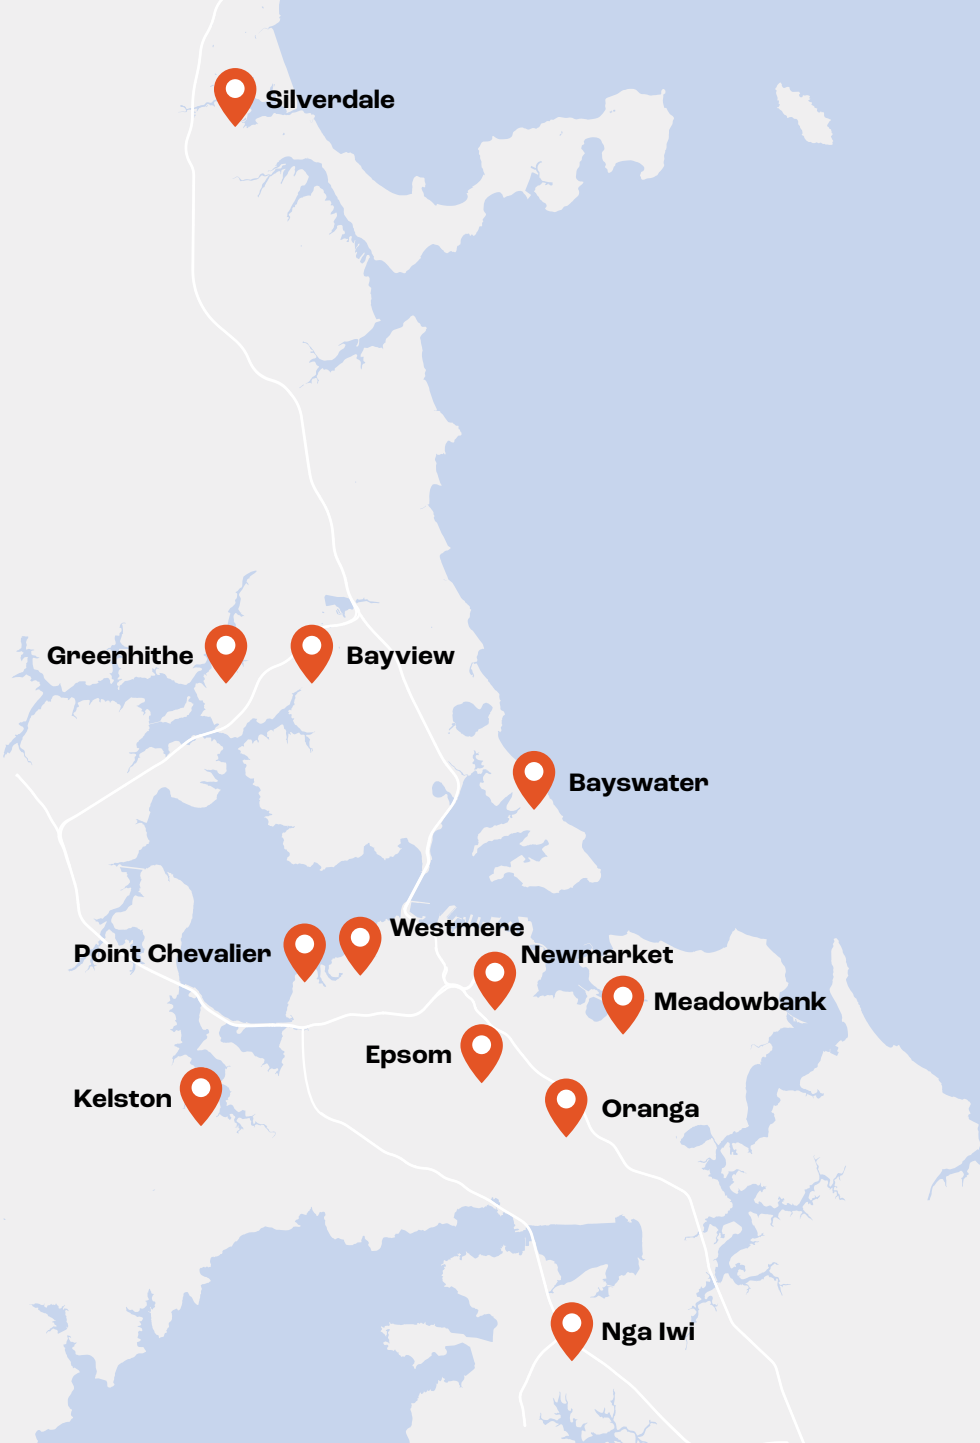 Silverdale
Greenhithe
Bayview
Bayswater
Westmere
Point Chevalier
Newmarket
Meadowbank
Epsom
Kelston
Oranga
Nga Iwi